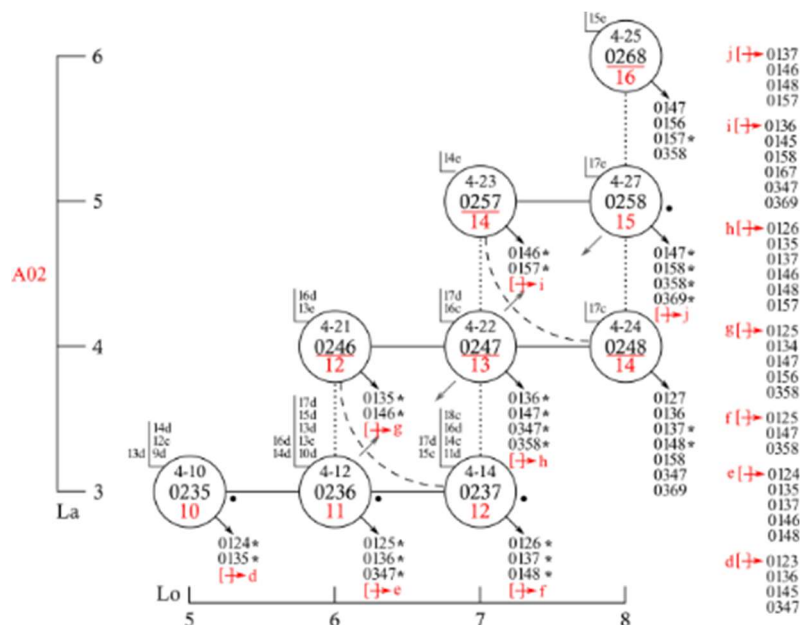 15e
4-25
0268
16
0147
0156
0157*
0358
6
5
4
3
A02
La
14e
4-23
0257
14
0146*
0157*
[-]→ i
17e
4-27
0258
15
0147*
0158*
0358*
0369*
[-]→ j
16d
13e
4-21
0246
12
0135*
0146*
[-]→ g
17d
16c
4-22
0247
13
0136*
0147*
0347*
0358*
[-]→ h
17c
4-24
0248
14
0127
0136
0137*
0148*
0158
0347
0369
14d
12c
13d 9d
4-10
0235
10
0124*
0135*
[-]→ d
17d
15d
13d
16d 13c
14d 10d
4-12
0236
11
0125*
0136*
0347*
[-]→ e
18c
16d
17d 14c
15c 11d
4-14
0237
12
0126*
0137*
0148*
[-]→ f
Lo
5 6 7 8
j[-]→ 0137
0146
0148
0157
i[-]→ 0136
0145
0158
0167
0347
0369
h[-]→ 0126
0135
0137
0146
0148
0157
g[-]→ 0125
0134
0147
0156
0358
f[-]→ 0125
0147
0358
e[-]→ 0124
0135
0137
0146
0148
d[-]→ 0123
0136
0145
0347